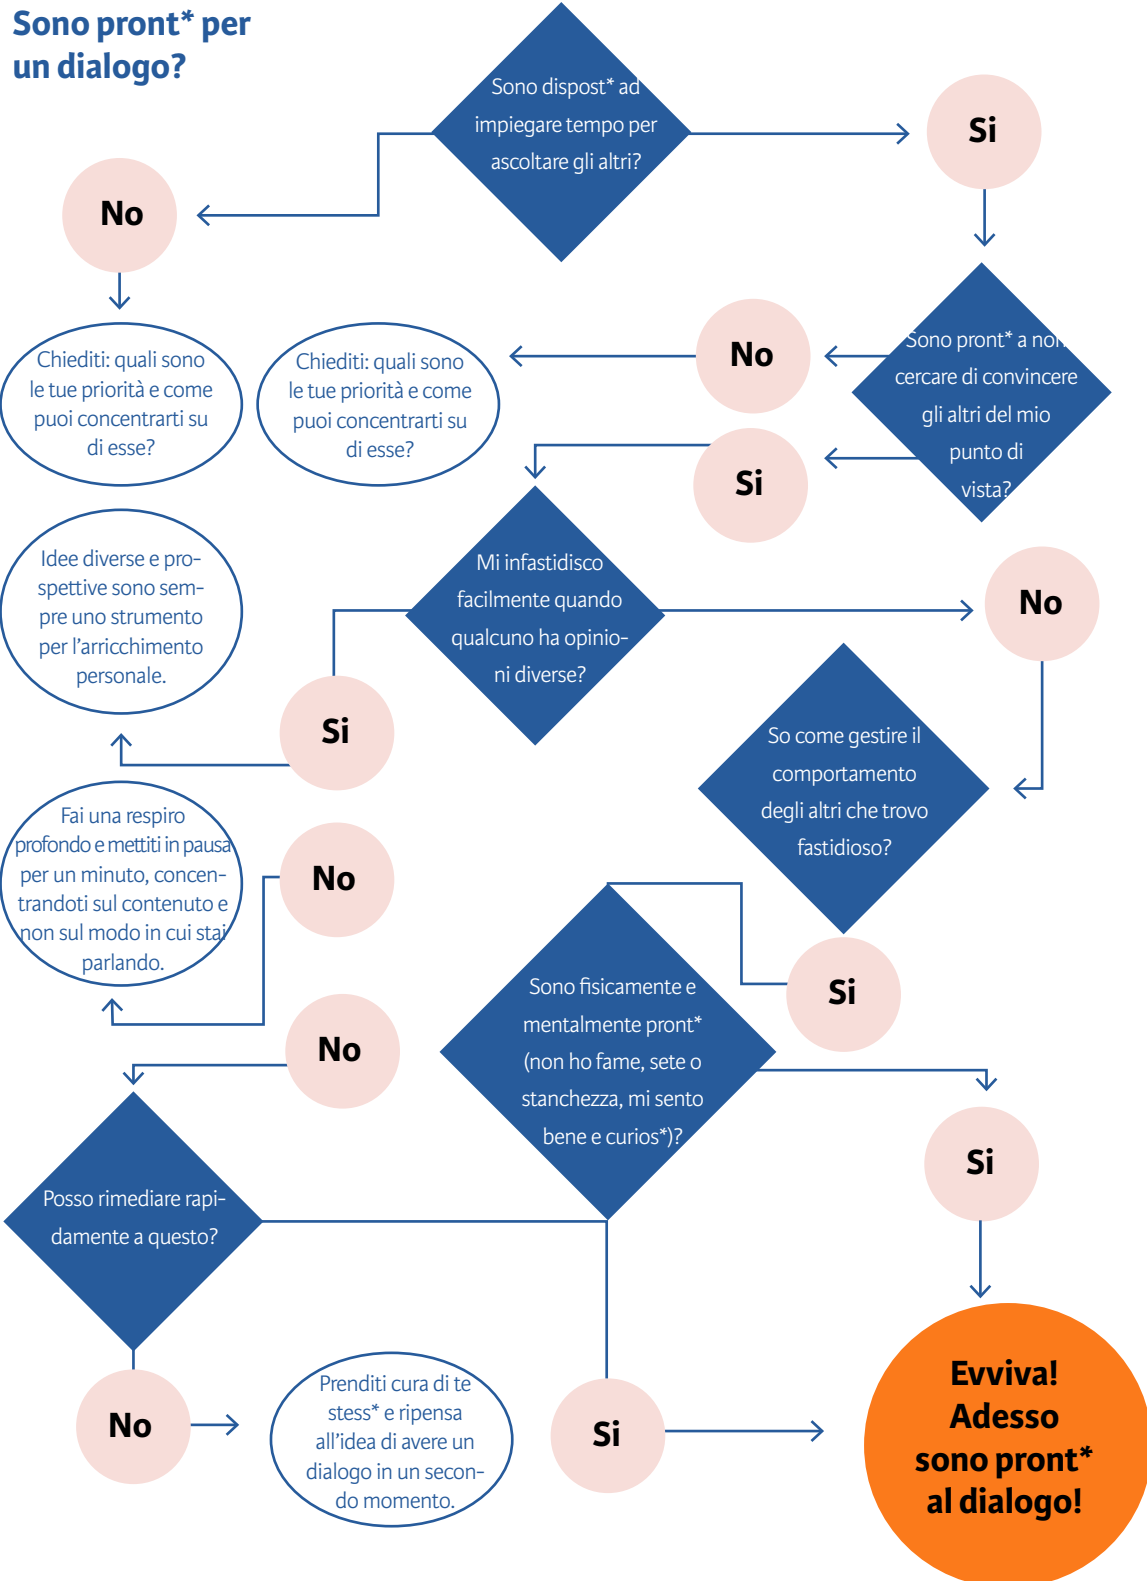 Sono pront* per
un dialogo?
Sono dispost* ad
impiegare tempo per
ascoltare gli altri?
Si
No
Chiediti: quali sono
le tue priorità e come
puoi concentrarti su
di esse?
Chiediti: quali sono
le tue priorità e come
puoi concentrarti su
di esse?
No
Sono pront* a non
cercare di convincere
gli altri del mio
punto di
vista?
Si
Idee diverse e pro-
spettive sono sem-
pre uno strumento
per l'arricchimento
personale.
Mi infastidisco
facilmente quando
qualcuno ha opinio-
ni diverse?
No
Si
So come gestire il
comportamento
degli altri che trovo
fastidioso?
Fai una respiro
profondo e mettiti in pausa
per un minuto, concen-
trandoti sul contenuto e
non sul modo in cui stai
parlando.
No
Si
Sono fisicamente e
mentalmente pront*
(non ho fame, sete o
stanchezza, mi sento
bene e curios*)?
No
Si
Posso rimediare rapi-
damente a questo?
No
Prenditi cura di te
stess* e ripensa
all'idea di avere un
dialogo in un secon-
do momento.
Si
Evviva!
Adesso
sono pront*
al dialogo!